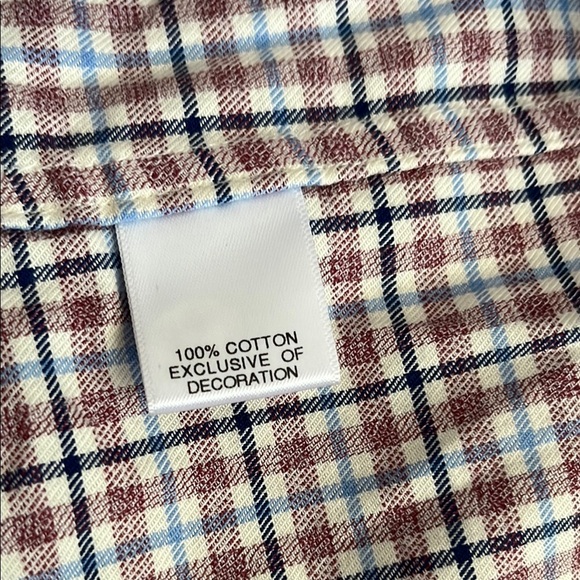 100% COTTON
EXCLUSIVE OF
DECORATION